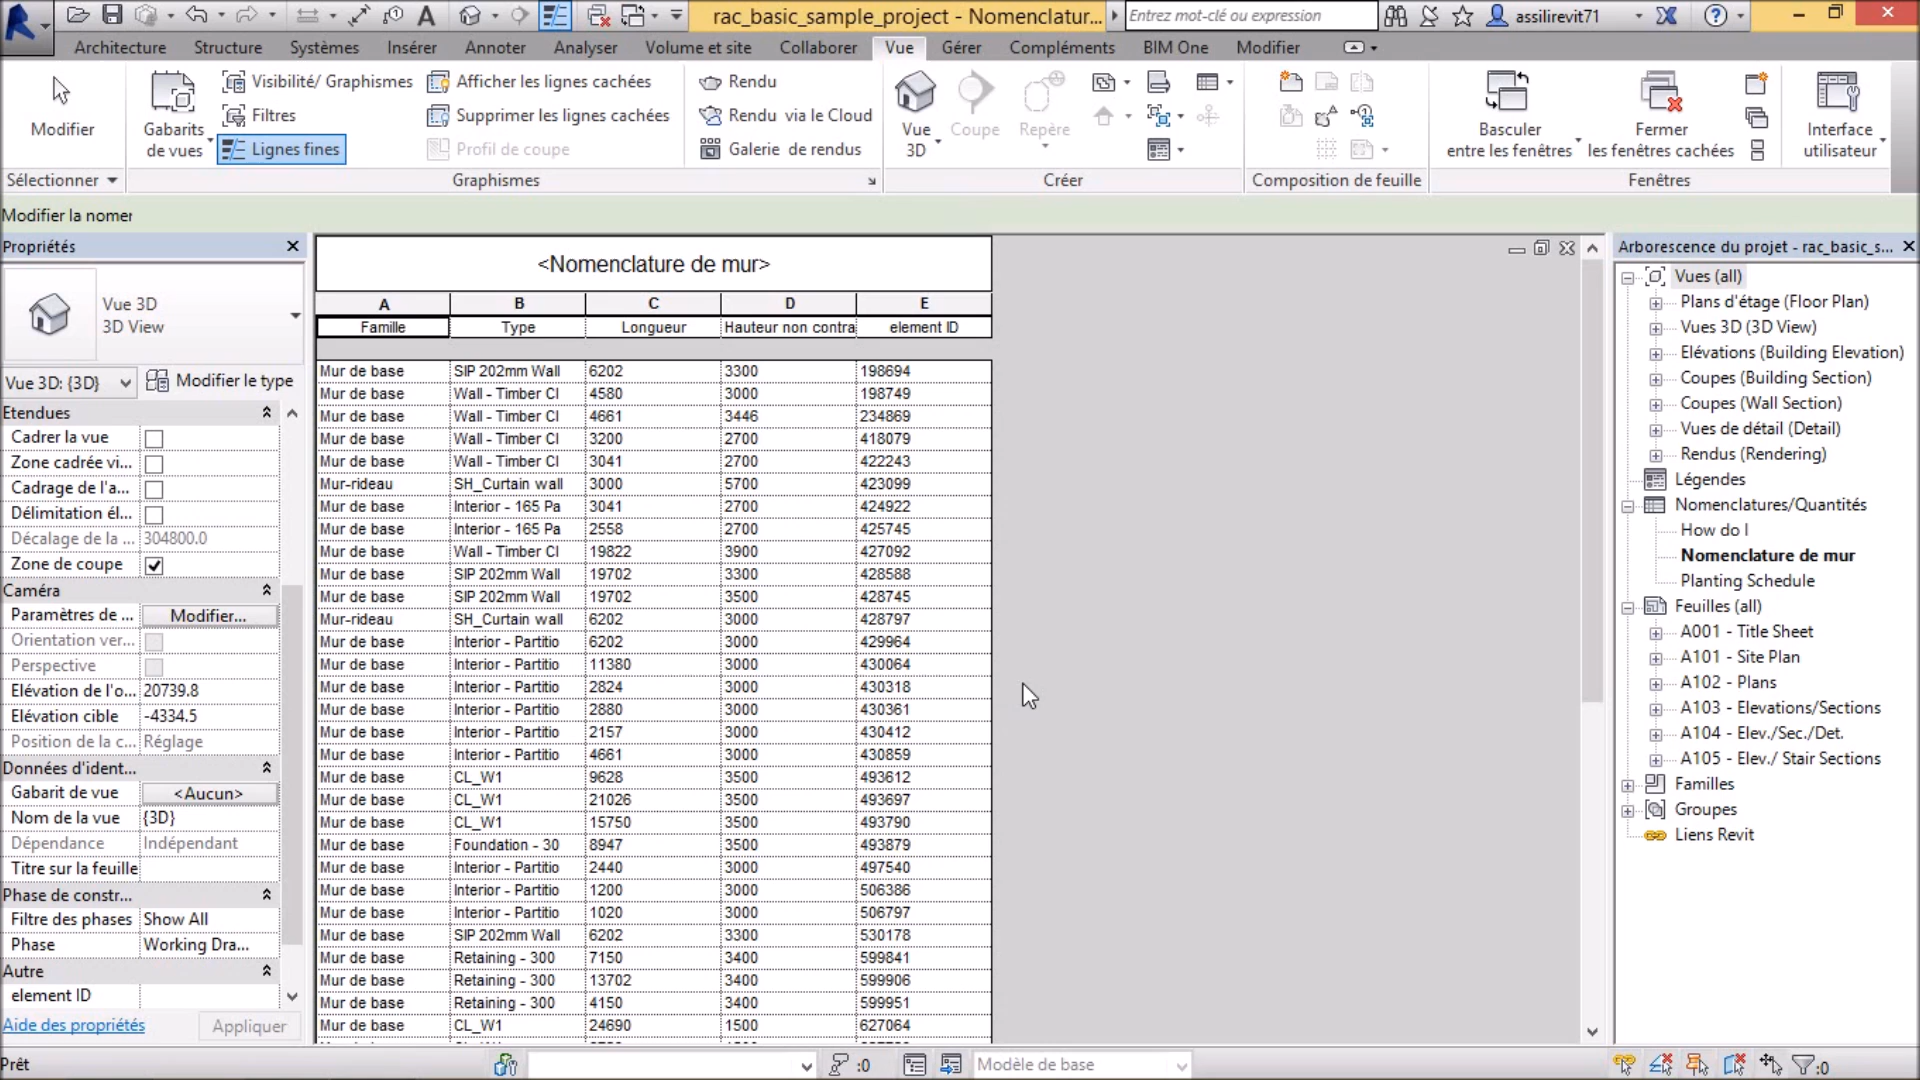 rac_basic_sample_project - Nomenclatur...
Entrez mot-clé ou expression
assilirevit71
Architecture Structure Systèmes Insérer Annoter Analyser Volume et site Collaborer Vue Gérer Compléments BIM One Modifier
Modifier
Gabarits de vues
Visibilité/ Graphismes
Filtres
Lignes fines
Afficher les lignes cachées
Supprimer les lignes cachées
Profil de coupe
Rendu
Rendu via le Cloud
Galerie de rendus
Vue 3D
Coupe
Repère
Basculer entre les fenêtres
Fermer les fenêtres cachées
Interface utilisateur
Sélectionner Graphismes Créer Composition de feuille Fenêtres
Modifier la nomer
Propriétés
Vue 3D
3D View
Vue 3D: {3D} Modifier le type
Etendues
Cadrer la vue
Zone cadrée vi...
Cadrage de l'a...
Délimitation él...
Décalage de la ... 304800.0
Zone de coupe
Caméra
Paramètres de ... Modifier...
Orientation ver...
Perspective
Elévation de l'o... 20739.8
Elévation cible -4334.5
Position de la c... Réglage
Données d'ident...
Gabarit de vue <Aucun>
Nom de la vue {3D}
Dépendance Indépendant
Titre sur la feuille
Phase de constr...
Filtre des phases Show All
Phase Working Dra...
Autre
element ID
Aide des propriétés Appliquer
<Nomenclature de mur>
A B C D E
Famille Type Longueur Hauteur non contra element ID
Mur de base SIP 202mm Wall 6202 3300 198694
Mur de base Wall - Timber Cl 4580 3000 198749
Mur de base Wall - Timber Cl 4661 3446 234869
Mur de base Wall - Timber Cl 3200 2700 418079
Mur de base Wall - Timber Cl 3041 2700 422243
Mur-rideau SH_Curtain wall 3000 5700 423099
Mur de base Interior - 165 Pa 3041 2700 424922
Mur de base Interior - 165 Pa 2558 2700 425745
Mur de base Wall - Timber Cl 19822 3900 427092
Mur de base SIP 202mm Wall 19702 3300 428588
Mur de base SIP 202mm Wall 19702 3500 428745
Mur-rideau SH_Curtain wall 6202 3000 428797
Mur de base Interior - Partitio 6202 3000 429964
Mur de base Interior - Partitio 11380 3000 430064
Mur de base Interior - Partitio 2824 3000 430318
Mur de base Interior - Partitio 2880 3000 430361
Mur de base Interior - Partitio 2157 3000 430412
Mur de base Interior - Partitio 4661 3000 430859
Mur de base CL_W1 9628 3500 493612
Mur de base CL_W1 21026 3500 493697
Mur de base CL_W1 15750 3500 493790
Mur de base Foundation - 30 8947 3500 493879
Mur de base Interior - Partitio 2440 3000 497540
Mur de base Interior - Partitio 1200 3000 506386
Mur de base Interior - Partitio 1020 3000 506797
Mur de base SIP 202mm Wall 6202 3300 530178
Mur de base Retaining - 300 7150 3400 599841
Mur de base Retaining - 300 13702 3400 599906
Mur de base Retaining - 300 4150 3400 599951
Mur de base CL_W1 24690 1500 627064
Arborescence du projet - rac_basic_s...
Vues (all)
Plans d'étage (Floor Plan)
Vues 3D (3D View)
Elévations (Building Elevation)
Coupes (Building Section)
Coupes (Wall Section)
Vues de détail (Detail)
Rendus (Rendering)
Légendes
Nomenclatures/Quantités
How do I
Nomenclature de mur
Planting Schedule
Feuilles (all)
A001 - Title Sheet
A101 - Site Plan
A102 - Plans
A103 - Elevations/Sections
A104 - Elev./Sec./Det.
A105 - Elev./ Stair Sections
Familles
Groupes
Liens Revit
Prêt :0 Modèle de base :0